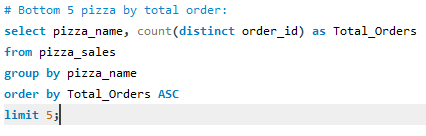 # Bottom 5 pizza by total order:
select pizza_name, count(distinct order_id) as Total_Orders
from pizza_sales
group by pizza_name
order by Total_Orders ASC
limit 5;